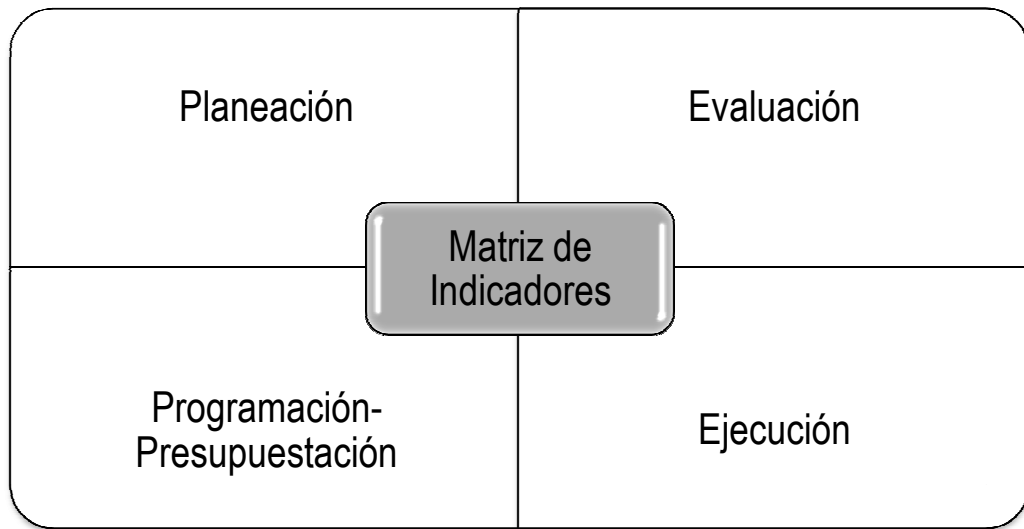 Planeación
Evaluación
Matriz de
Indicadores
Programación-
Presupuestación
Ejecución